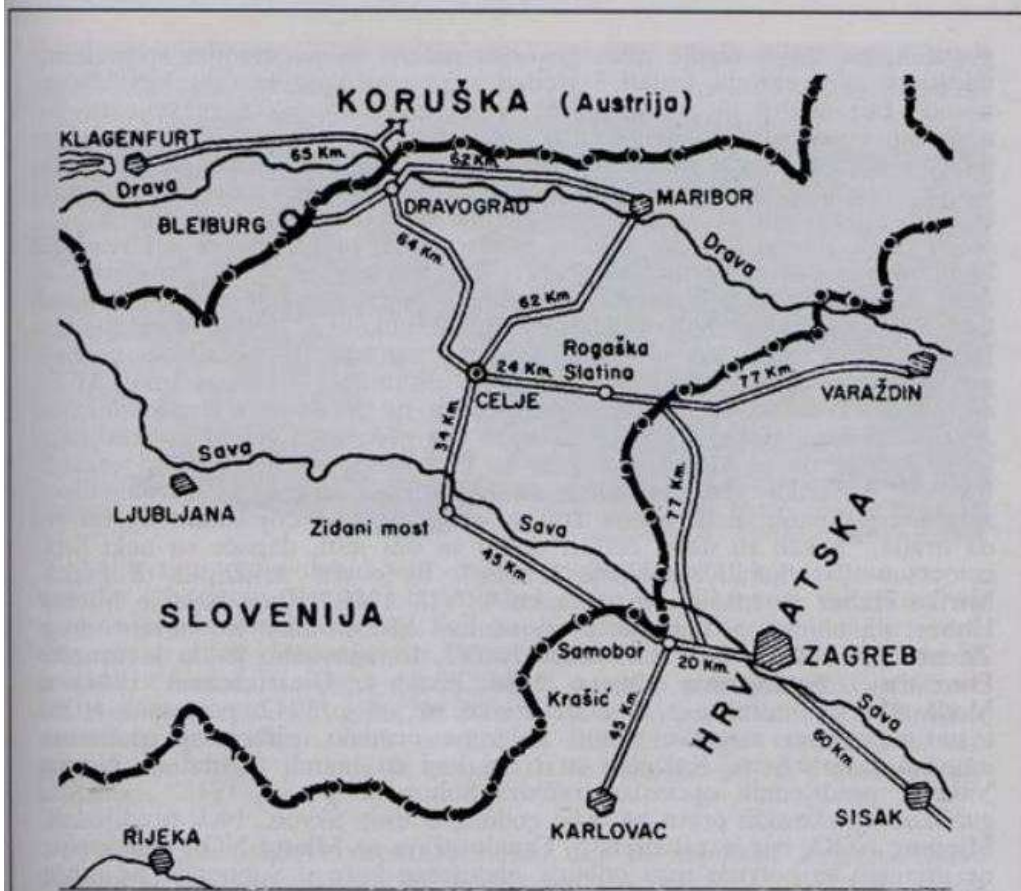 KORUŠKA (Austrija)
KLAGENFURT
65 Km.
62 Km.
Drava
MARIBOR
DRAVOGRAD
BLEIBURG
64 Km.
Drava
62 Km
Rogaška
Slatina
24 Km.
77 Km.
VARAŽDIN
CELJE
34 Km.
Sava
77 Km.
LJUBLJANA
Zidani most
Sava
45 Km.
HRVATSKA
SLOVENIJA
Samobor
20 Km.
ZAGREB
Krašić
45 Km.
Sava
60 Km.
RIJEKA
KARLOVAC
SISAK